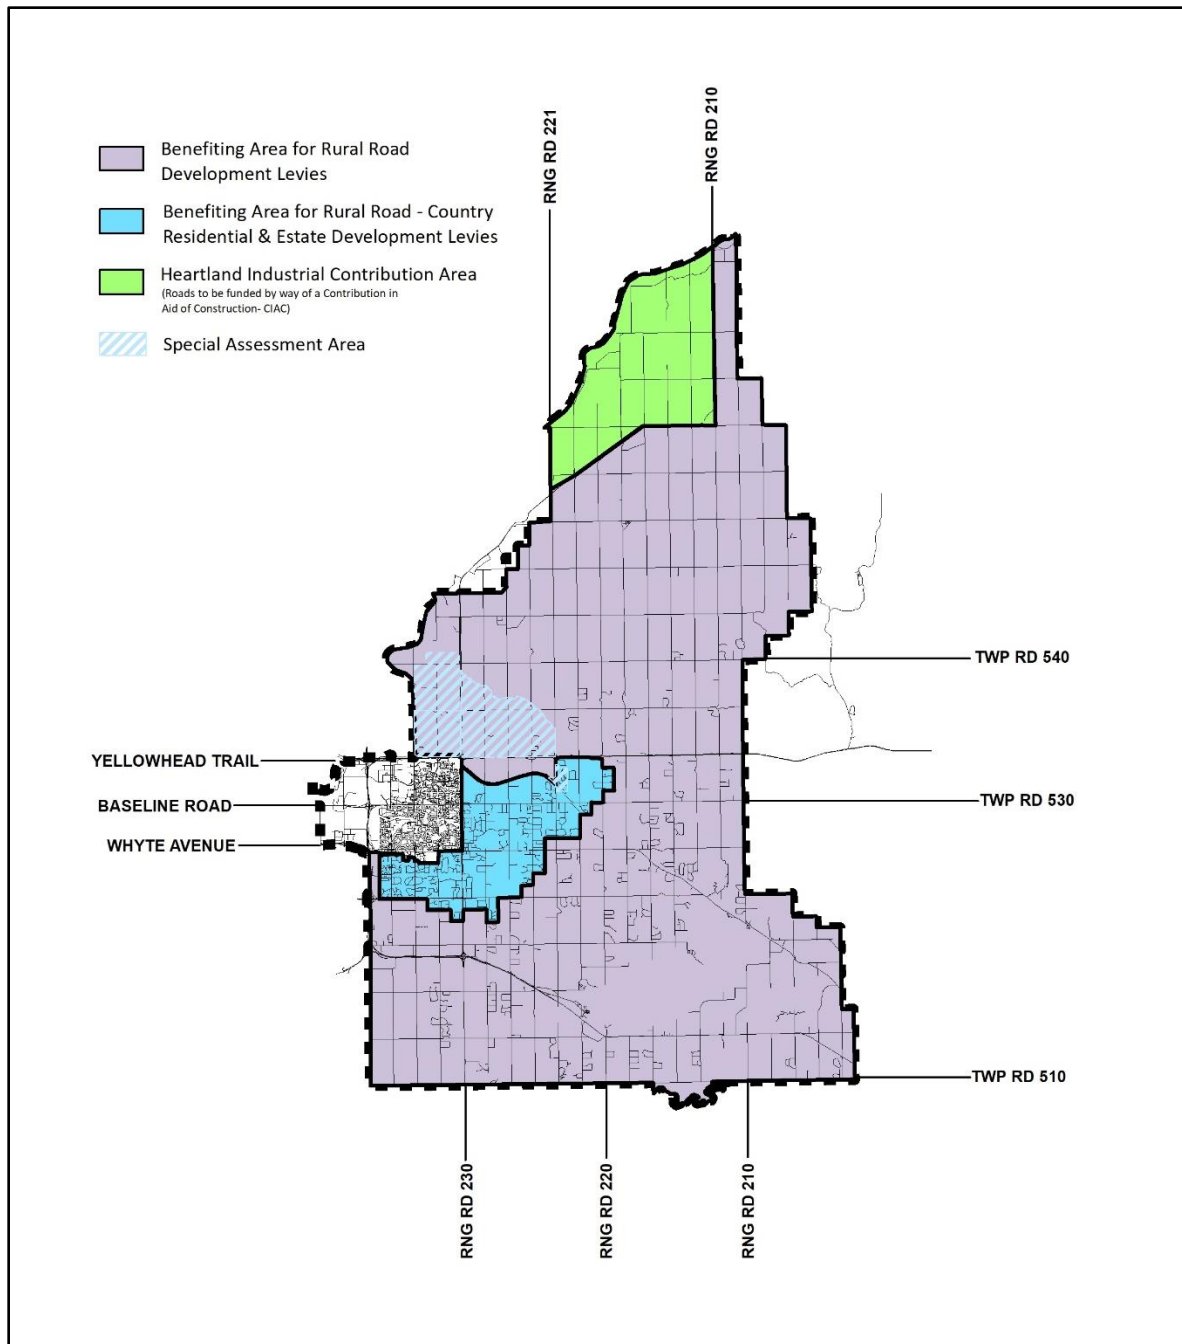 RNG RD 221
RNG RD 210
Benefiting Area for Rural Road
Development Levies
Benefiting Area for Rural Road - Country
Residential & Estate Development Levies
Heartland Industrial Contribution Area
(Roads to be funded by way of a Contribution in
Aid of Construction- CIAC)
Special Assessment Area
TWP RD 540
YELLOWHEAD TRAIL
BASELINE ROAD
WHYTE AVENUE
TWP RD 530
TWP RD 510
RNG RD 230
RNG RD 220
RNG RD 210